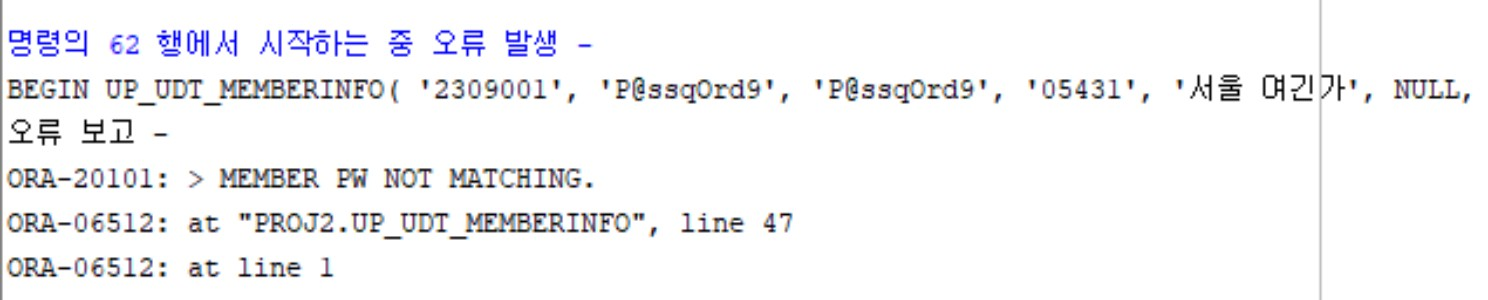 명령의 62 행에서 시작하는 중 오류 발생 -
BEGIN UP_UDT_MEMBERINFO( '2309001', 'P@ssqOrd9', 'P@ssqOrd9', '05431', '서울 여긴가', NULL,
오류 보고 -
ORA-20101: > MEMBER PW NOT MATCHING.
ORA-06512: at "PROJ2.UP_UDT_MEMBERINFO", line 47
ORA-06512: at line 1